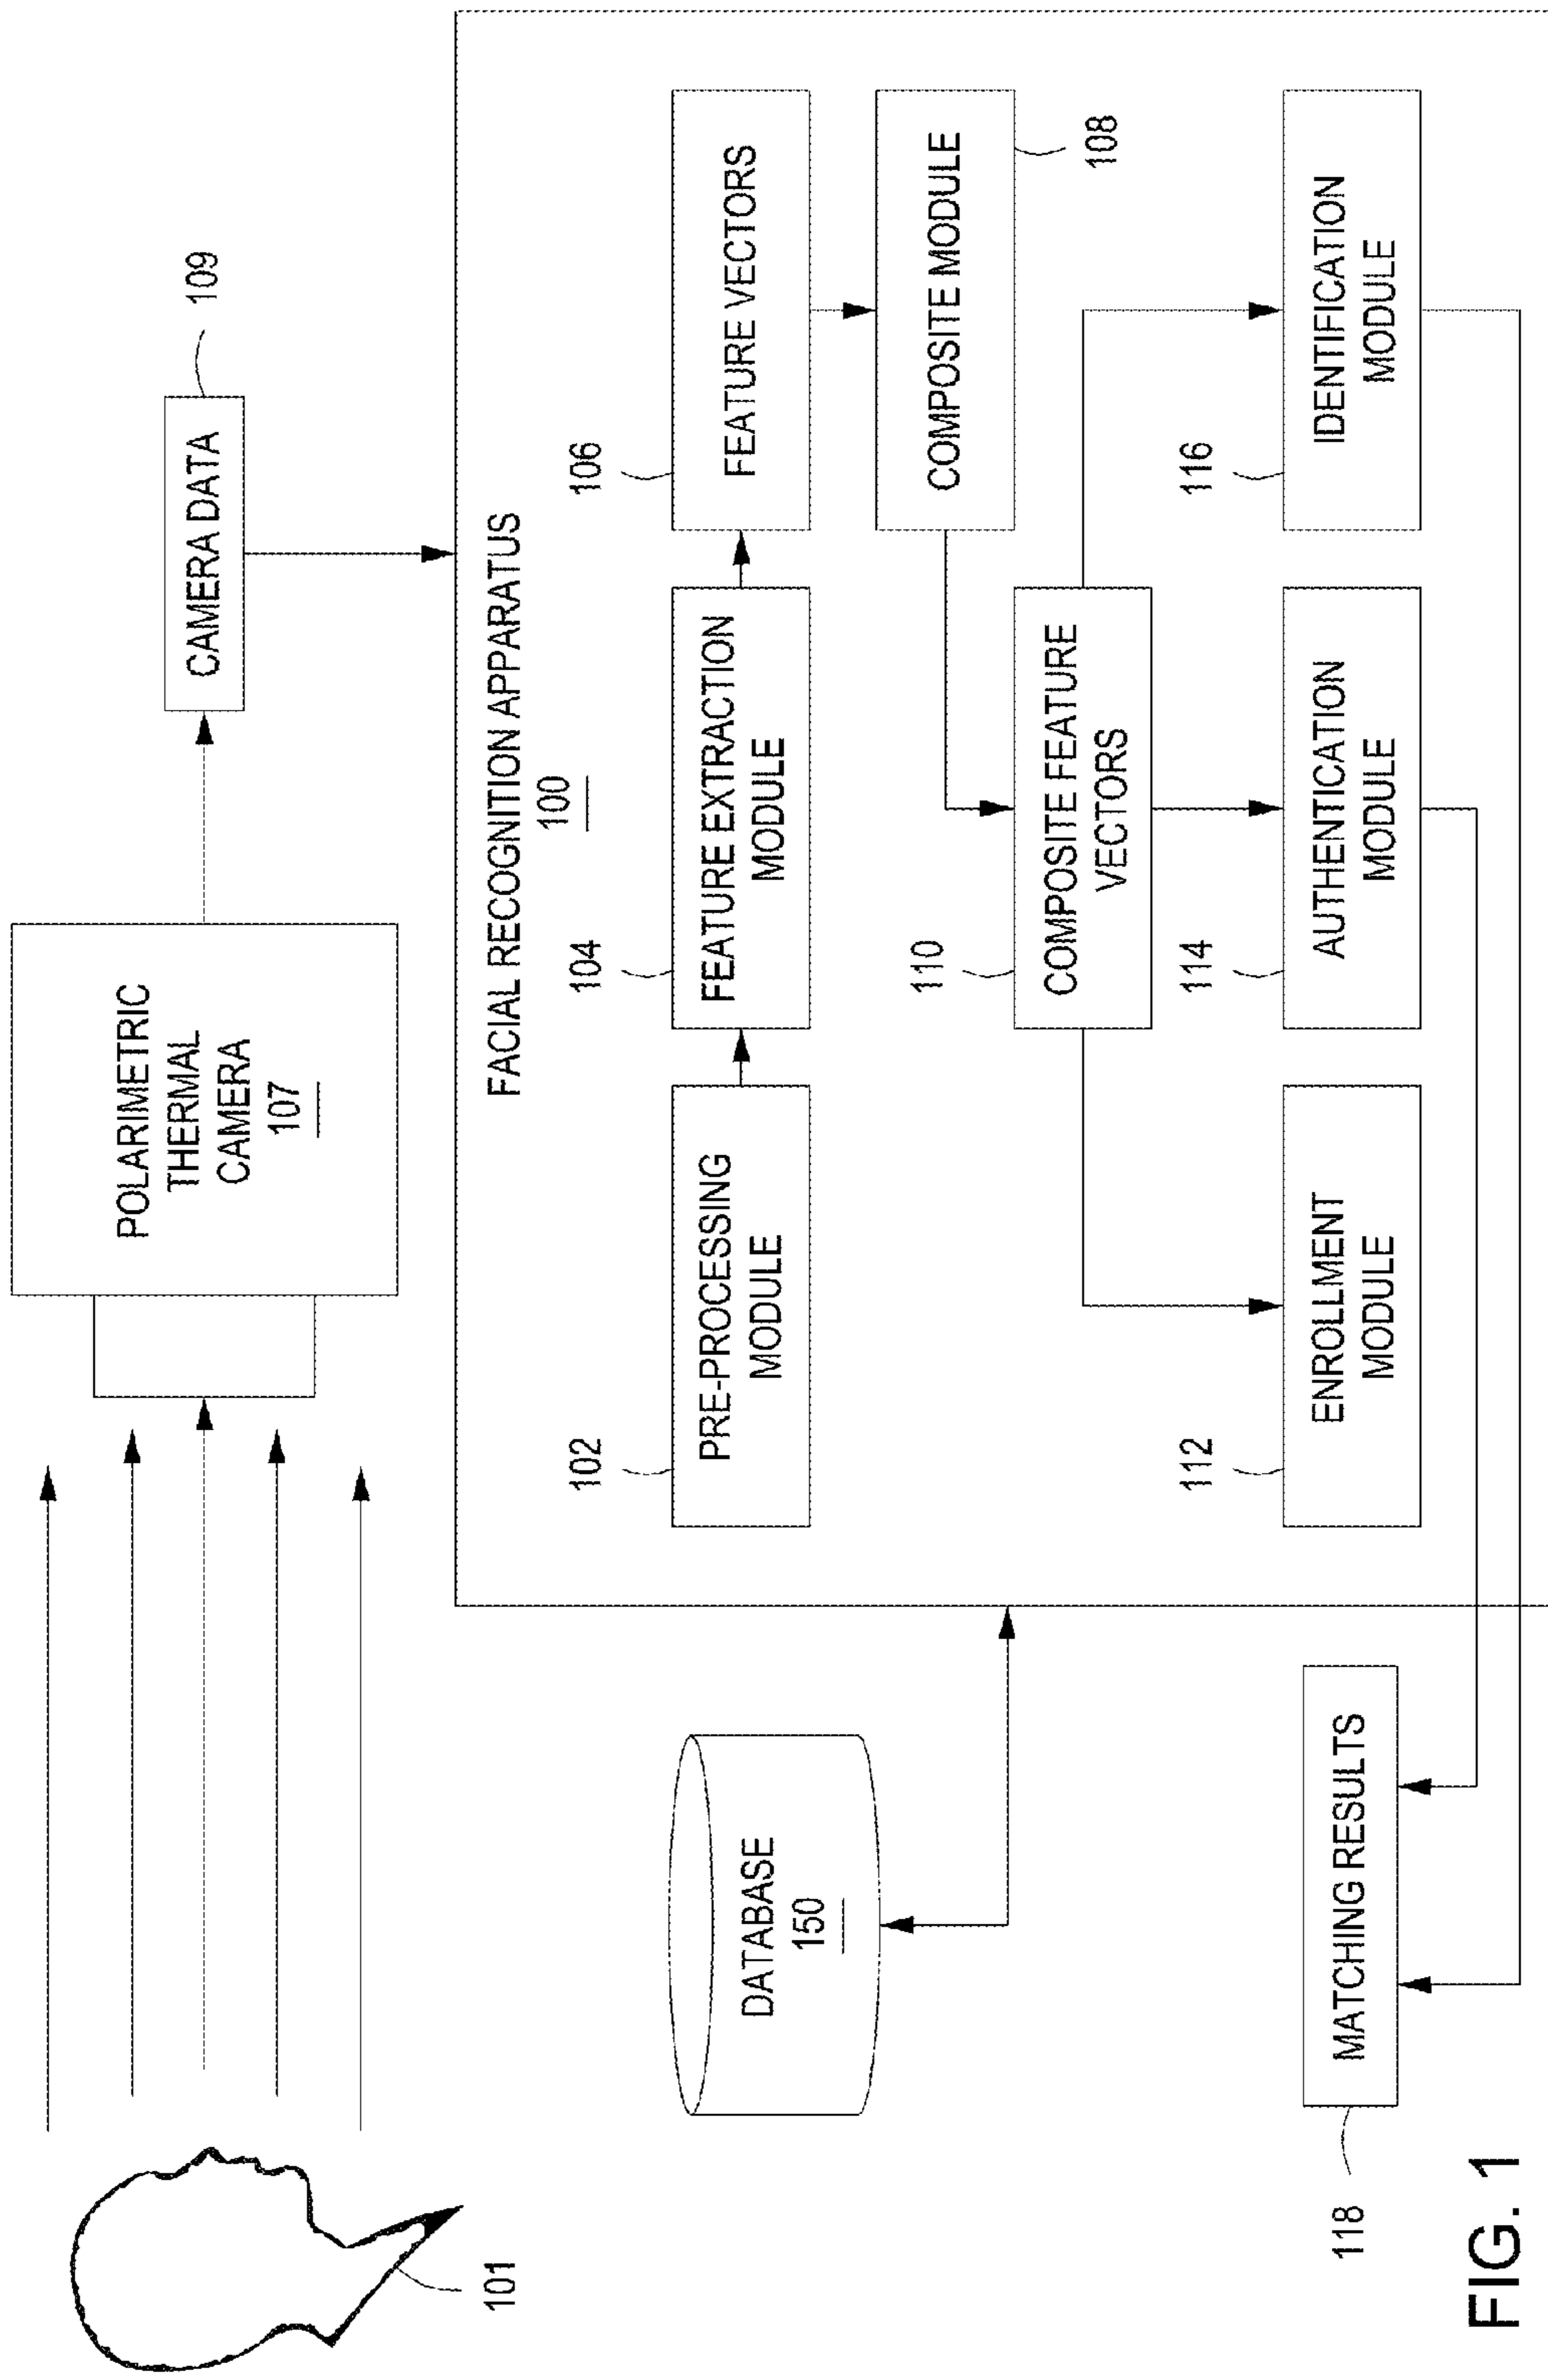 101
POLARIMETRIC
THERMAL
CAMERA
107
CAMERA DATA
109
DATABASE
150
FACIAL RECOGNITION APPARATUS
100
102
PRE-PROCESSING
MODULE
104
FEATURE EXTRACTION
MODULE
106
FEATURE VECTORS
COMPOSITE MODULE
108
110
COMPOSITE FEATURE
VECTORS
112
ENROLLMENT
MODULE
114
AUTHENTICATION
MODULE
116
IDENTIFICATION
MODULE
118
MATCHING RESULTS
FIG. 1